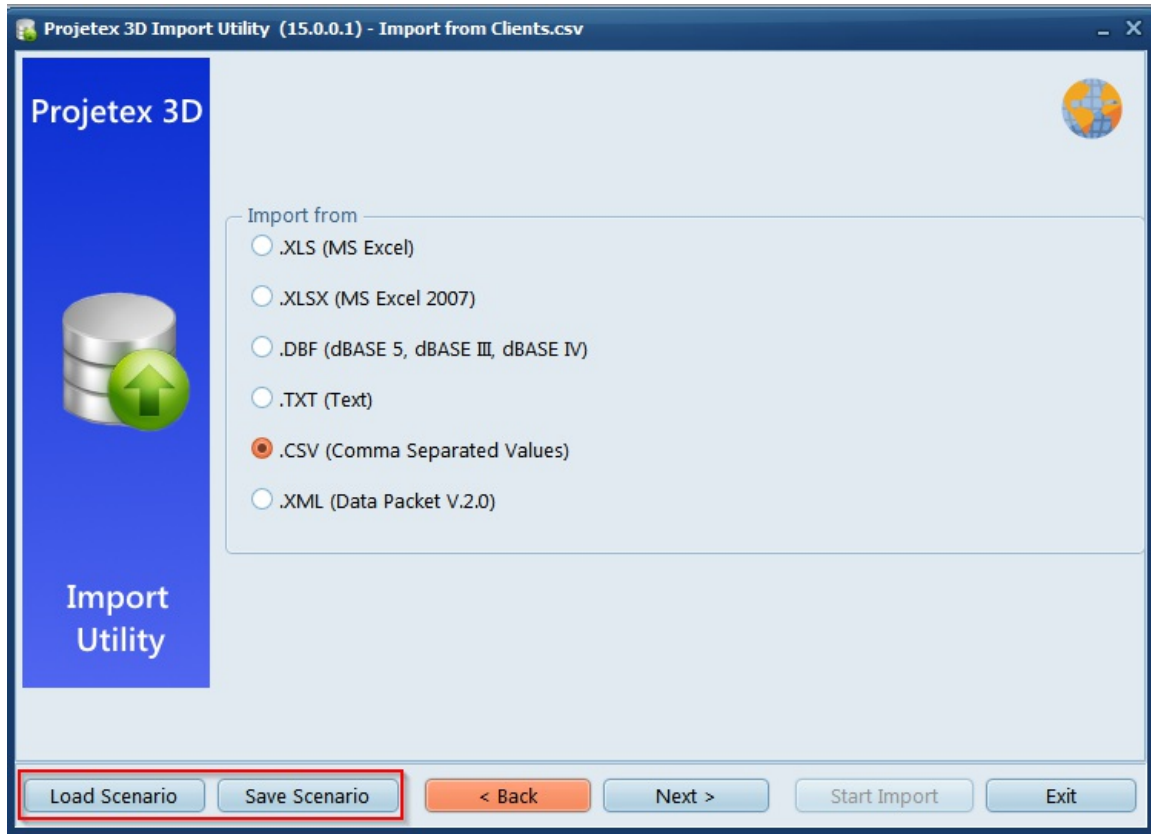 Projetex 3D Import Utility (15.0.0.1) - Import from Clients.csv
Projetex 3D
Import from
.XLS (MS Excel)
.XLSX (MS Excel 2007)
.DBF (dBASE 5, dBASE III, dBASE IV)
.TXT (Text)
.CSV (Comma Separated Values)
.XML (Data Packet V.2.0)
Import
Utility
Load Scenario
Save Scenario
< Back
Next >
Start Import
Exit